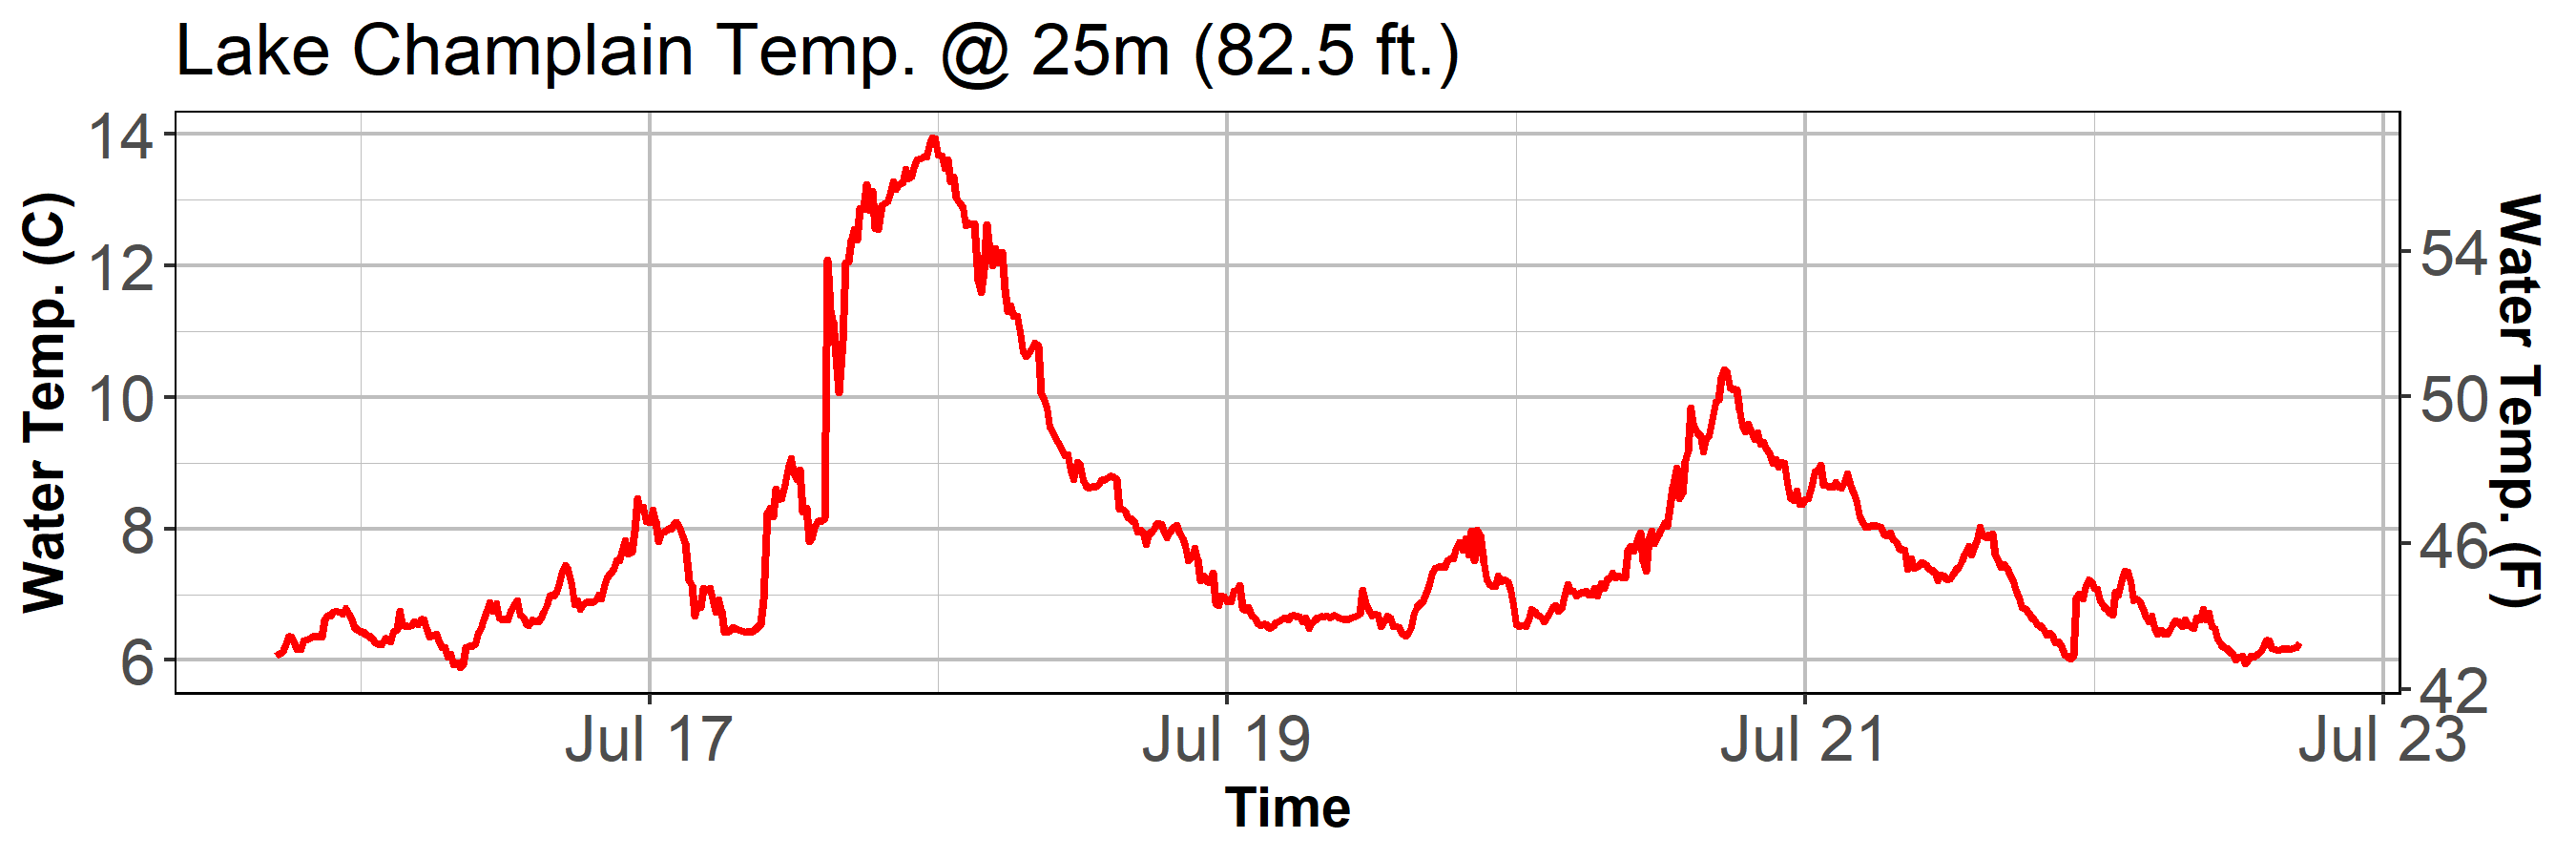 Lake Champlain Temp. @ 25m (82.5 ft.)
Water Temp. (C)
14
12
10
8
6
54
50
46
42
Water Temp. (F)
Jul 17 Jul 19 Jul 21 Jul 23
Time